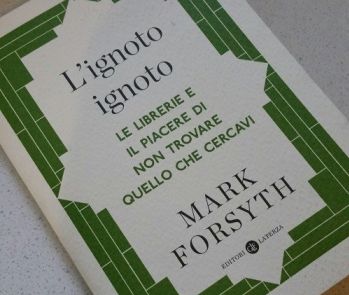 L'ignoto
ignoto
LE LIBRERIE E
IL PIACERE DI
NON TROVARE
QUELLO CHE CERCAVI
MARK
FORSYTH
EDITORI LATERZA